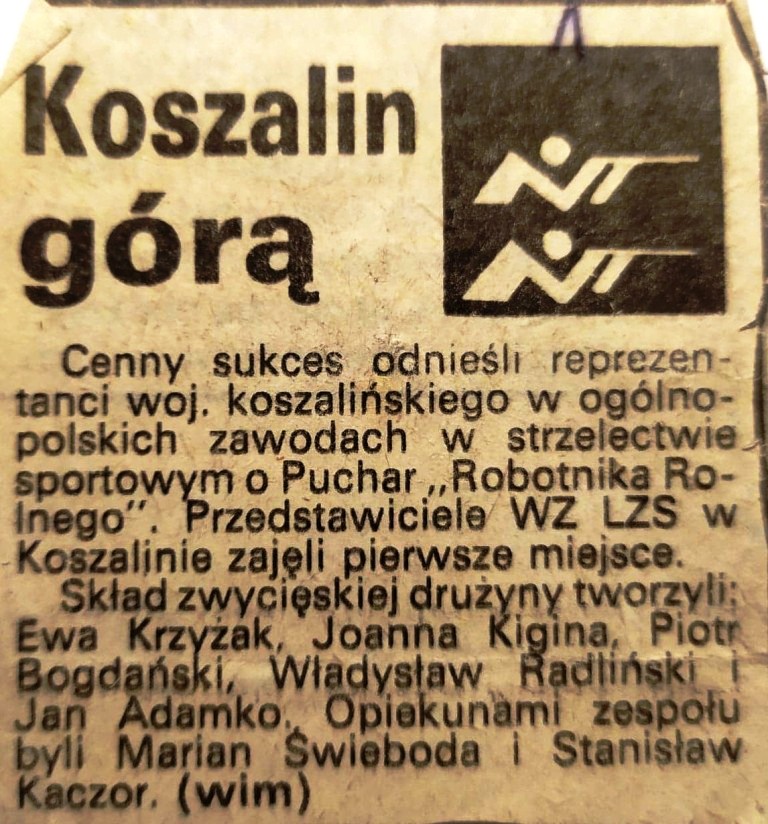 Koszalin
górą
Cenny sukces odnieśli reprezen-
tanci woj. koszalińskiego w ogólno-
polskich zawodach w strzelectwie
sportowym o Puchar „Robotnika Ro-
lnego”. Przedstawiciele WZ LZS w
Koszalinie zajęli pierwsze miejsce.
Skład zwycięskiej drużyny tworzyli:
Ewa Krzyżak, Joanna Kigina, Piotr
Bogdański, Władysław Radliński i
Jan Adamko. Opiekunami zespołu
byli Marian Świeboda i Stanisław
Kaczor. (wim)